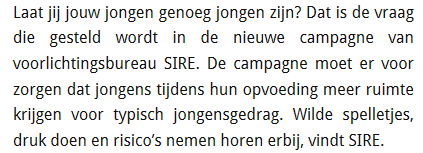 Laat jij jouw jongen genoeg jongen zijn? Dat is de vraag
die gesteld wordt in de nieuwe campagne van
voorlichtingsbureau SIRE. De campagne moet er voor
zorgen dat jongens tijdens hun opvoeding meer ruimte
krijgen voor typisch jongensgedrag. Wilde spelletjes,
druk doen en risico’s nemen horen erbij, vindt SIRE.